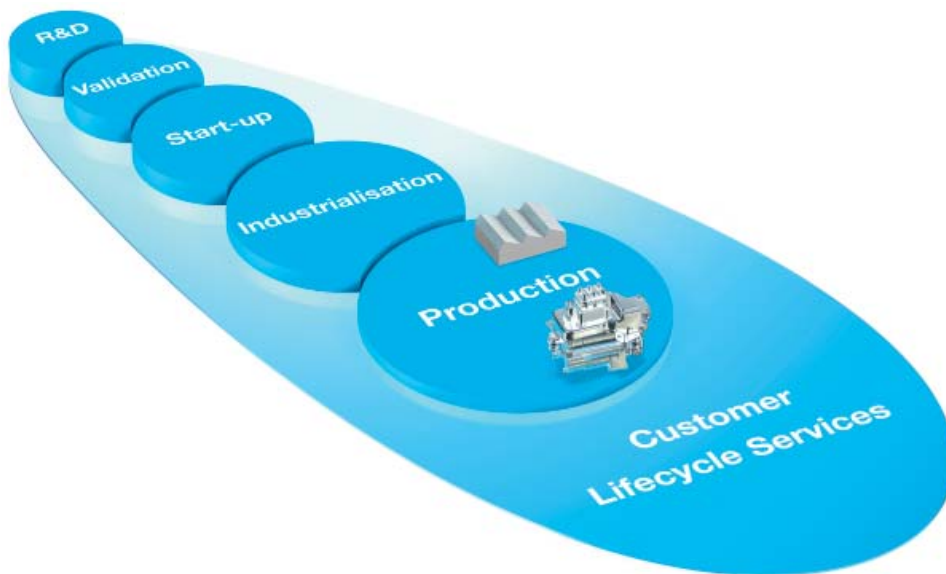 R&D
Validation
Start-up
Industrialisation
Production
Customer
Lifecycle Services